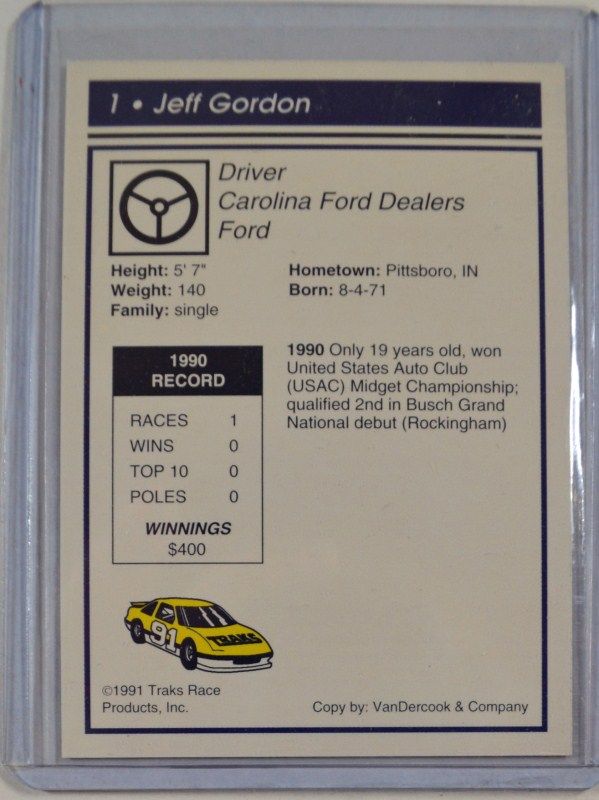 1 • Jeff Gordon
Driver
Carolina Ford Dealers
Ford
Height: 5' 7"
Weight: 140
Family: single
Hometown: Pittsboro, IN
Born: 8-4-71
1990
RECORD
RACES 1
WINS 0
TOP 10 0
POLES 0
WINNINGS
$400
1990 Only 19 years old, won
United States Auto Club
(USAC) Midget Championship;
qualified 2nd in Busch Grand
National debut (Rockingham)
91
TRAKS
©1991 Traks Race
Products, Inc.
Copy by: VanDercook & Company